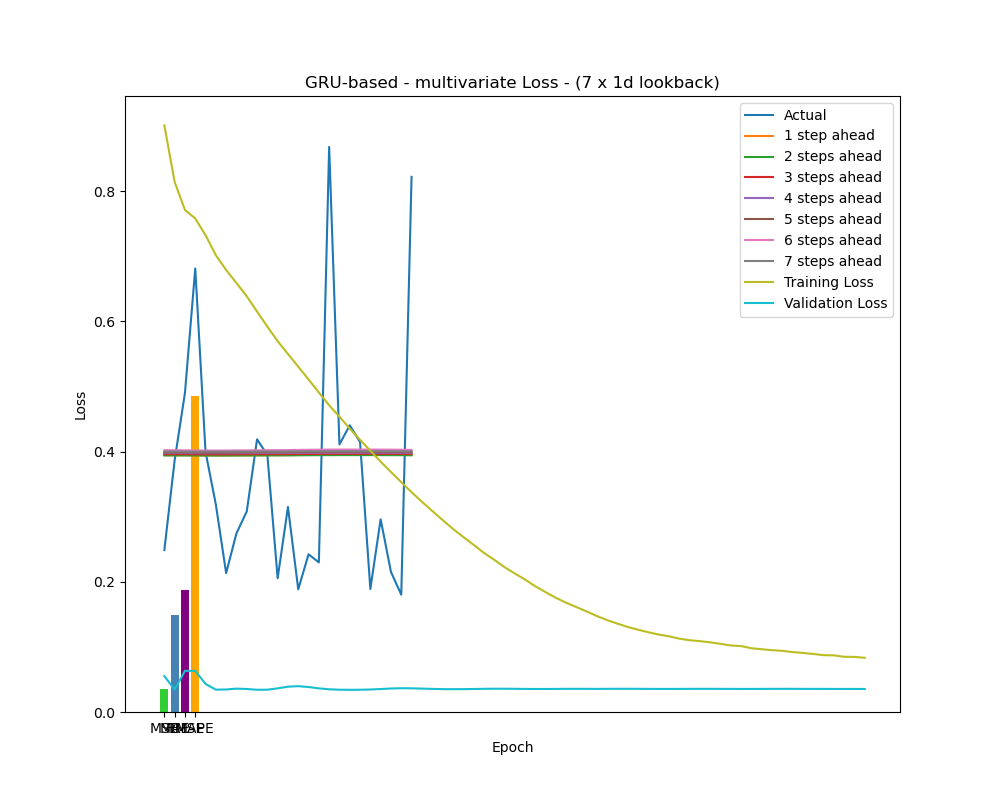 GRU-based - multivariate Loss - (7 x 1d lookback)
Actual
1 step ahead
2 steps ahead
3 steps ahead
4 steps ahead
5 steps ahead
6 steps ahead
7 steps ahead
Training Loss
Validation Loss
0.8
0.6
0.4
0.2
0.0
Loss
Epoch